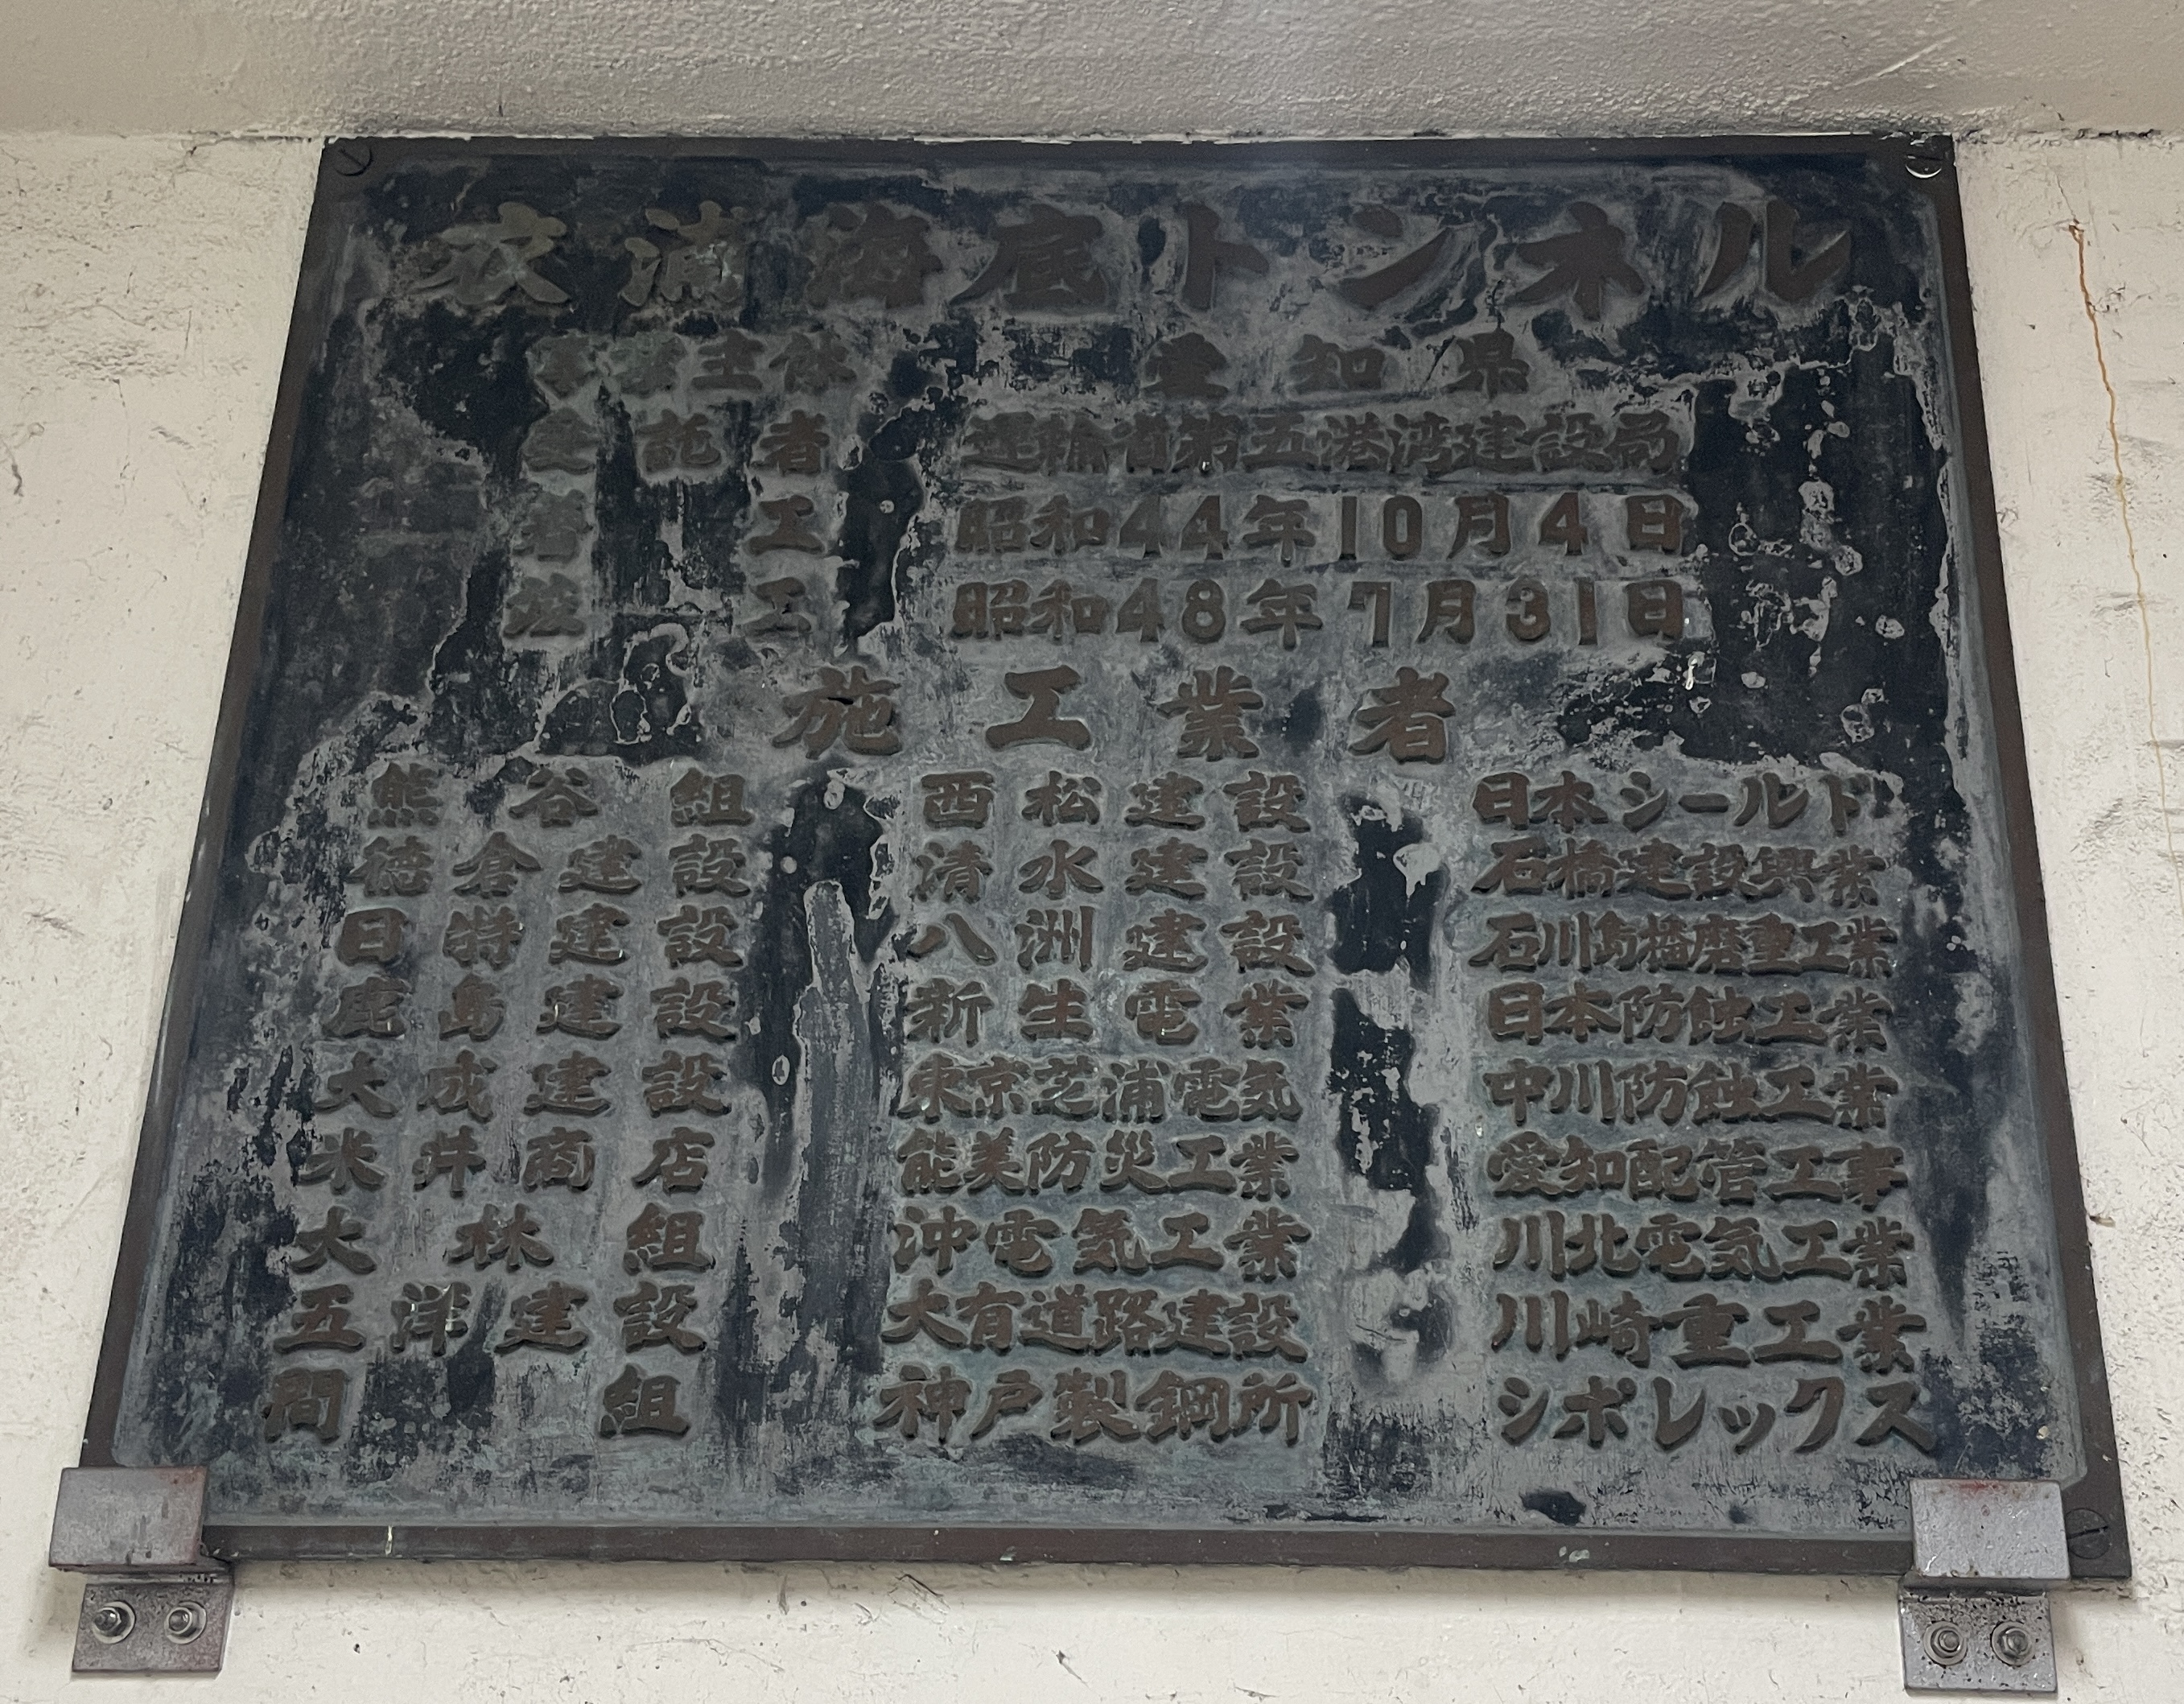 衣浦海底トンネル
事業主体 愛知県
受託者 運輸省第五港湾建設局
着工 昭和44年10月4日
竣工 昭和48年7月31日
施工業者
熊谷組 西松建設 日本シールド
徳倉建設 清水建設 石橋建設興業
日特建設 八洲建設 石川島播磨重工業
鹿島建設 新生電業 日本防蝕工業
大成建設 東京芝浦電気 中川防蝕工業
米井商店 能美防災工業 愛知配管工事
大林組 沖電気工業 川北電気工業
五洋建設 大有道路建設 川崎重工業
間組 神戸製鋼所 シポレックス